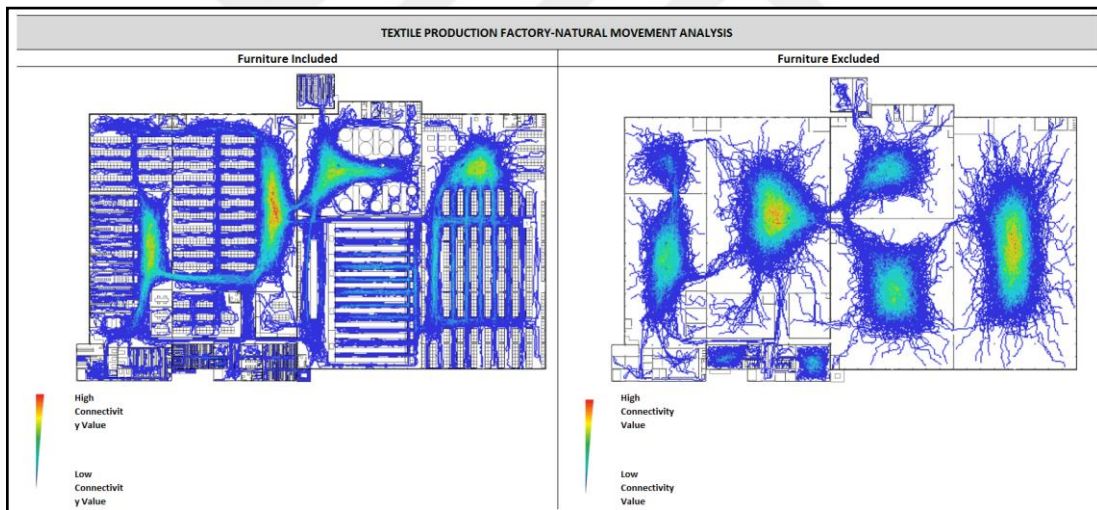 TEXTILE PRODUCTION FACTORY-NATURAL MOVEMENT ANALYSIS
Furniture Included
Furniture Excluded
High
Connectivit
y Value
Low
Connectivit
y Value
High
Connectivity
Value
Low
Connectivity
Value